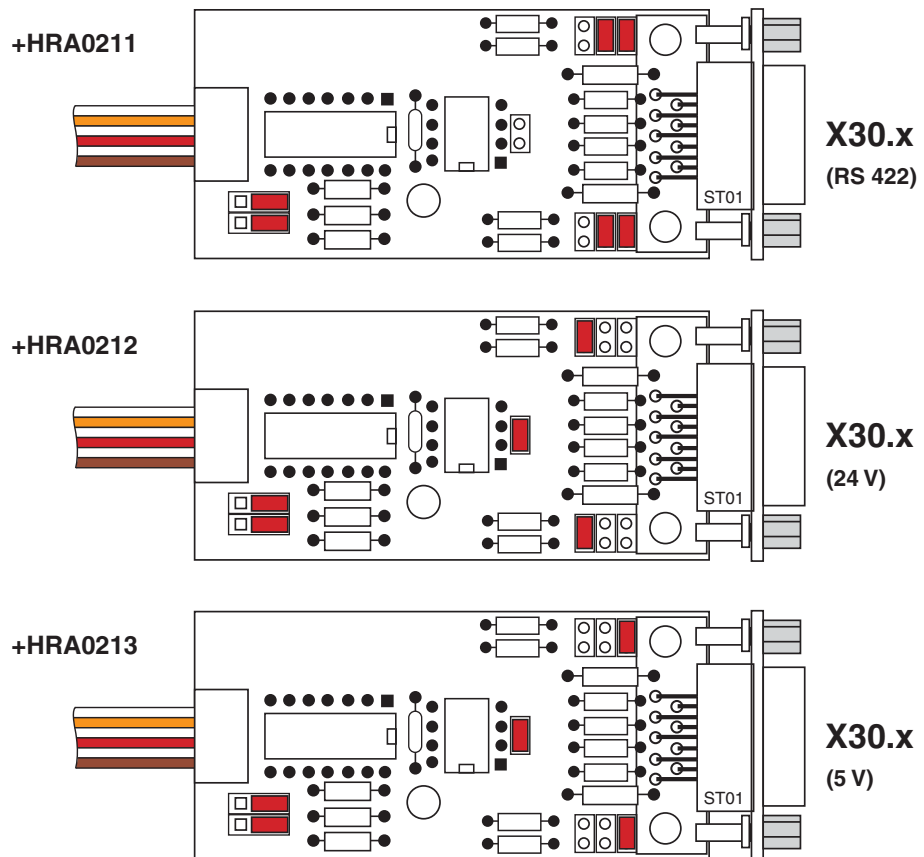 +HRA0211
X30.x
(RS 422)
ST01
+HRA0212
X30.x
(24 V)
ST01
+HRA0213
X30.x
(5 V)
ST01